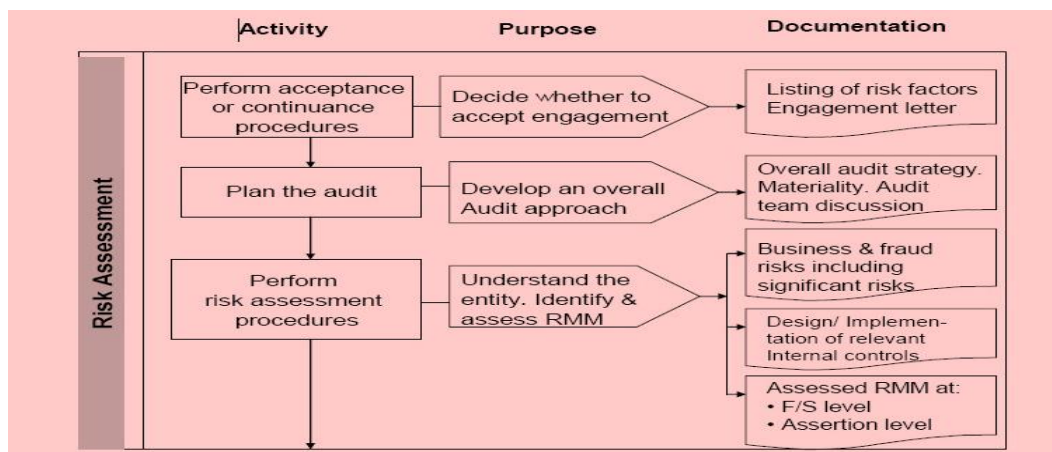 Activity
Purpose
Documentation
Risk Assessment
Perform acceptance
or continuance
procedures
Decide whether to
accept engagement
Listing of risk factors
Engagement letter
Plan the audit
Develop an overall
Audit approach
Overall audit strategy.
Materiality. Audit
team discussion
Perform
risk assessment
procedures
Understand the
entity. Identify &
assess RMM
Business & fraud
risks including
significant risks
Design/ Implemen-
tation of relevant
Internal controls
Assessed RMM at:
• F/S level
• Assertion level